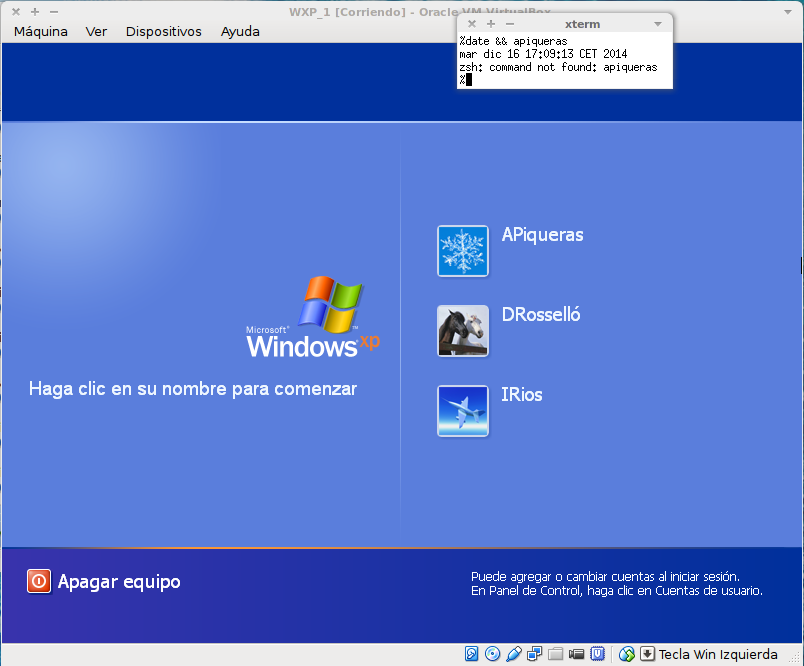 WXP_1 [Corriendo] - Oracle VM VirtualBox
Máquina Ver Dispositivos Ayuda
xterm
%date && apiqueras
mar dic 16 17:09:13 CET 2014
zsh: command not found: apiqueras
%
APiqueras
DRosselló
IRios
Microsoft®
Windows xp™
Haga clic en su nombre para comenzar
Apagar equipo
Puede agregar o cambiar cuentas al iniciar sesión.
En Panel de Control, haga clic en Cuentas de usuario.
Tecla Win Izquierda